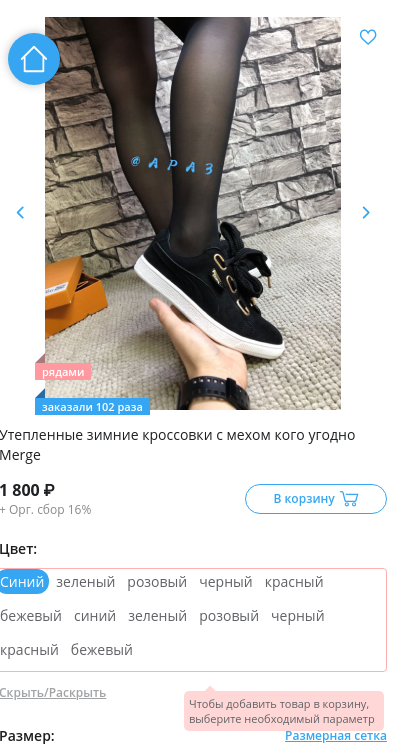 © А Р А З
рядами
заказали 102 раза
Утепленные зимние кроссовки с мехом кого угодно
Merge
1 800 ₽
В корзину
+ Орг. сбор 16%
Цвет:
Синий зеленый розовый черный красный
бежевый синий зеленый розовый черный
красный бежевый
Скрыть/Раскрыть
Чтобы добавить товар в корзину,
выберите необходимый параметр
Размер:
Размерная сетка